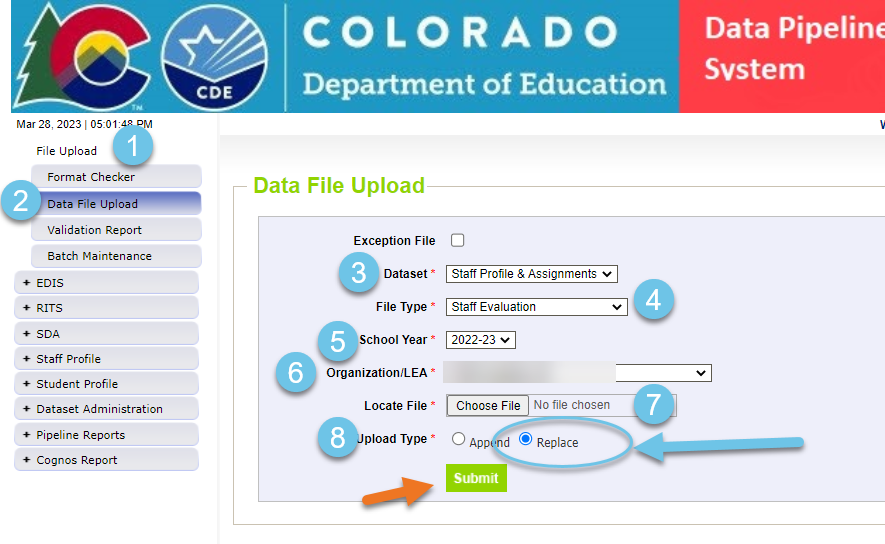 COLORADO
Department of Education
CDE
TM
Data Pipeline
System
Mar 28, 2023 | 05:01:48 PM
File Upload
1
Format Checker
2
Data File Upload
Validation Report
Batch Maintenance
+ EDIS
+ RITS
+ SDA
+ Staff Profile
+ Student Profile
+ Dataset Administration
+ Pipeline Reports
+ Cognos Report
Data File Upload
Exception File
3 Dataset * Staff Profile & Assignments
File Type * Staff Evaluation 4
5 School Year * 2022-23
6 Organization/LEA *
Locate File * Choose File No file chosen 7
8 Upload Type * Append Replace
Submit